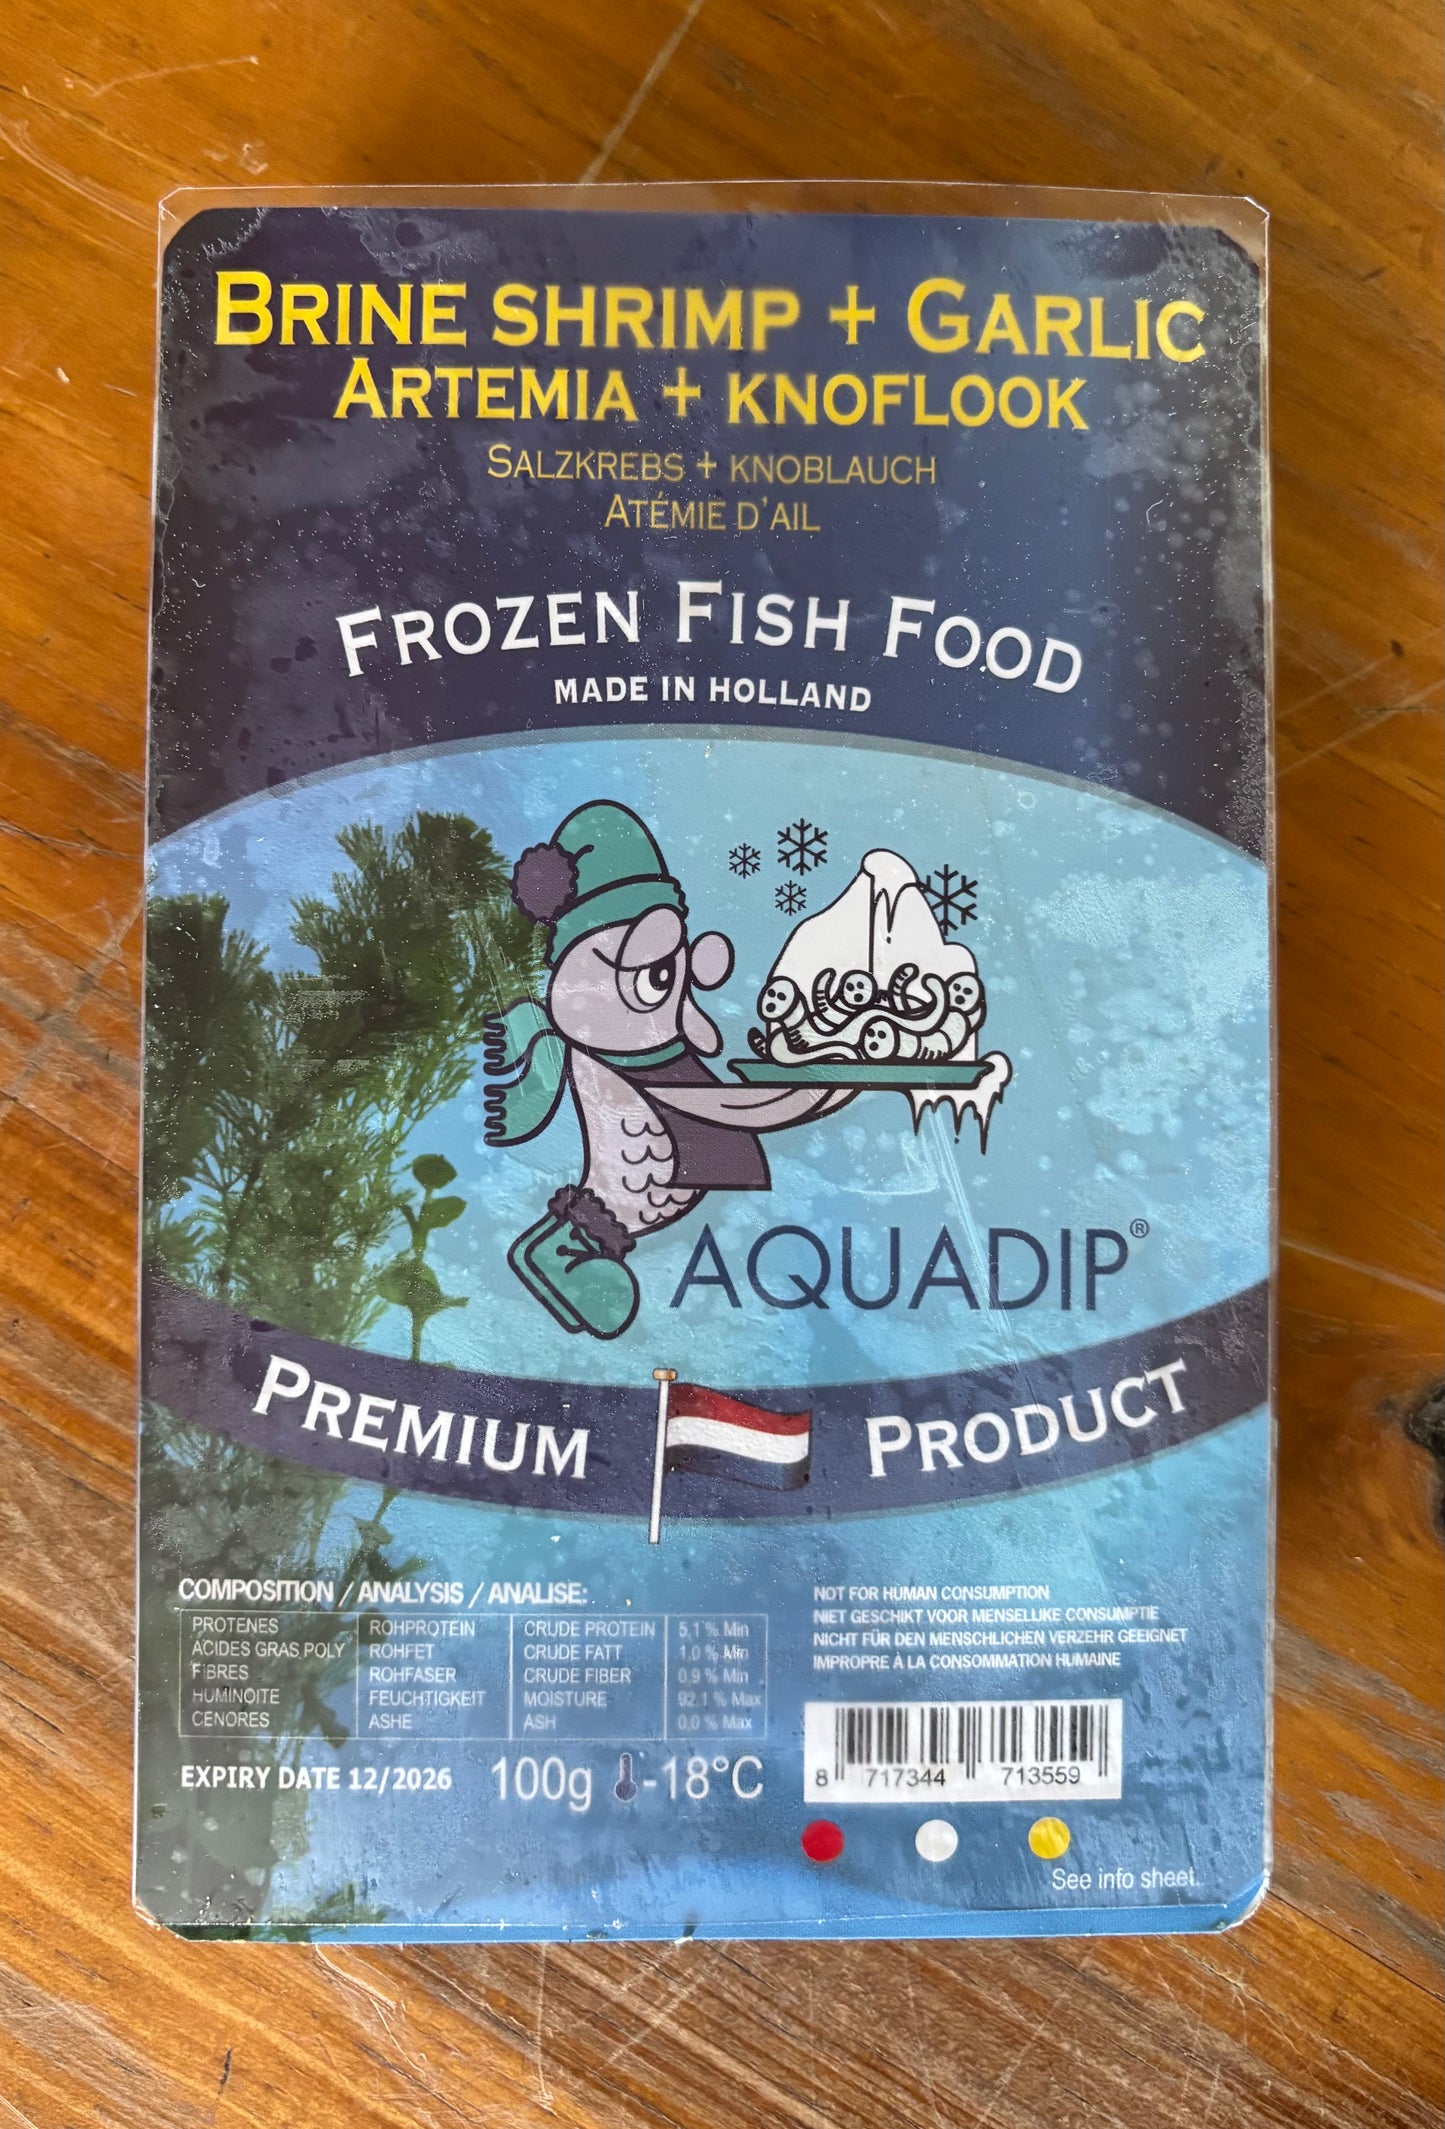 BRINE SHRIMP + GARLIC
ARTEMIA + KNOFLOOK
SALZKREBS + KNOBLAUCH
ATÉMIE D'AIL
FROZEN FISH FOOD
MADE IN HOLLAND
AQUADIP®
PREMIUM PRODUCT
COMPOSITION / ANALYSIS / ANALISE:
PROTENES ROHPROTEIN CRUDE PROTEIN 5,1 % Min
ACIDES GRAS POLY ROHFET CRUDE FATT 1.0 % Min
FIBRES ROHFASER CRUDE FIBER 0.9 % Min
HUMINOITE FEUCHTIGKEIT MOISTURE 92.1 % Max
CENORES ASHE ASH 0,0 % Max
EXPIRY DATE 12/2026 100g -18°C
NOT FOR HUMAN CONSUMPTION
NIET GESCHIKT VOOR MENSELIJKE CONSUMPTIE
NICHT FÜR DEN MENSCHLICHEN VERZEHR GEEIGNET
IMPROPRE À LA CONSOMMATION HUMAINE
8 717344 713559
See info sheet.